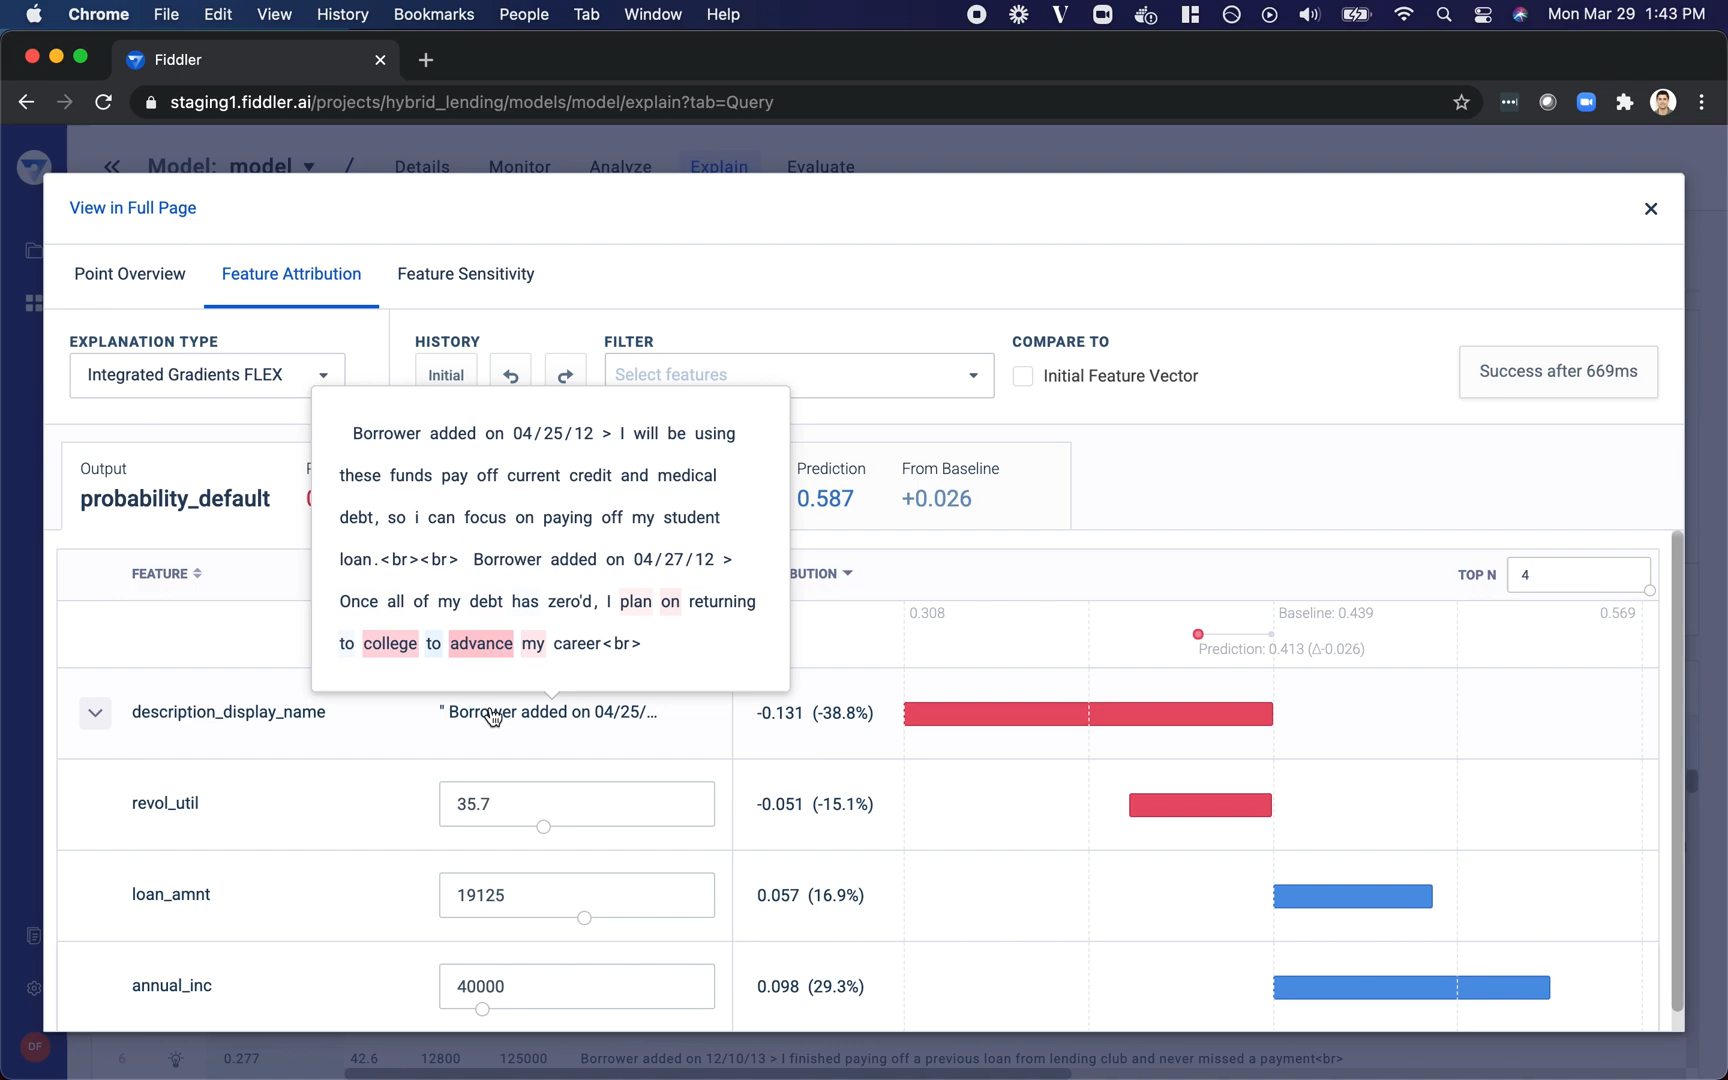 Chrome File Edit View History Bookmarks People Tab Window Help Mon Mar 29 1:43 PM
Fiddler
staging1.fiddler.ai/projects/hybrid_lending/models/model/explain?tab=Query
Model: model / Details Monitor Analyze Explain Evaluate
View in Full Page
Point Overview Feature Attribution Feature Sensitivity
EXPLANATION TYPE HISTORY FILTER COMPARE TO
Integrated Gradients FLEX Initial Select features Initial Feature Vector Success after 669ms
Borrower added on 04/25/12 > I will be using
these funds pay off current credit and medical
debt, so i can focus on paying off my student
loan.<br><br> Borrower added on 04/27/12 >
Once all of my debt has zero'd, I plan on returning
to college to advance my career<br>
Output Prediction From Baseline
probability_default 0.587 +0.026
FEATURE BUTION TOP N 4
0.308 Baseline: 0.439 0.569
Prediction: 0.413 (Δ-0.026)
description_display_name " Borrower added on 04/25/... -0.131 (-38.8%)
revol_util 35.7 -0.051 (-15.1%)
loan_amnt 19125 0.057 (16.9%)
annual_inc 40000 0.098 (29.3%)
DF
6 0.277 42.6 12800 125000 Borrower added on 12/10/13 > I finished paying off a previous loan from lending club and never missed a payment<br>